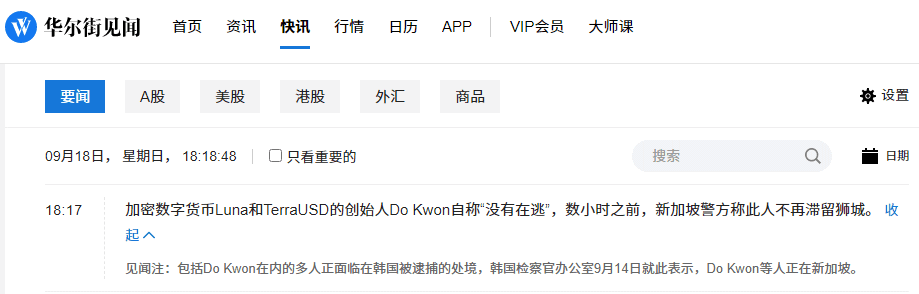 华尔街见闻 首页 资讯 快讯 行情 日历 APP VIP会员 大师课
要闻 A股 美股 港股 外汇 商品 设置
09月18日， 星期日， 18:18:48 只看重要的 搜索 日期
18:17 加密数字货币Luna和TerraUSD的创始人Do Kwon自称“没有在逃”，数小时之前，新加坡警方称此人不再滞留狮城。 收
起
见闻注：包括Do Kwon在内的多人正面临在韩国被逮捕的处境，韩国检察官办公室9月14日就此表示，Do Kwon等人正在新加坡。